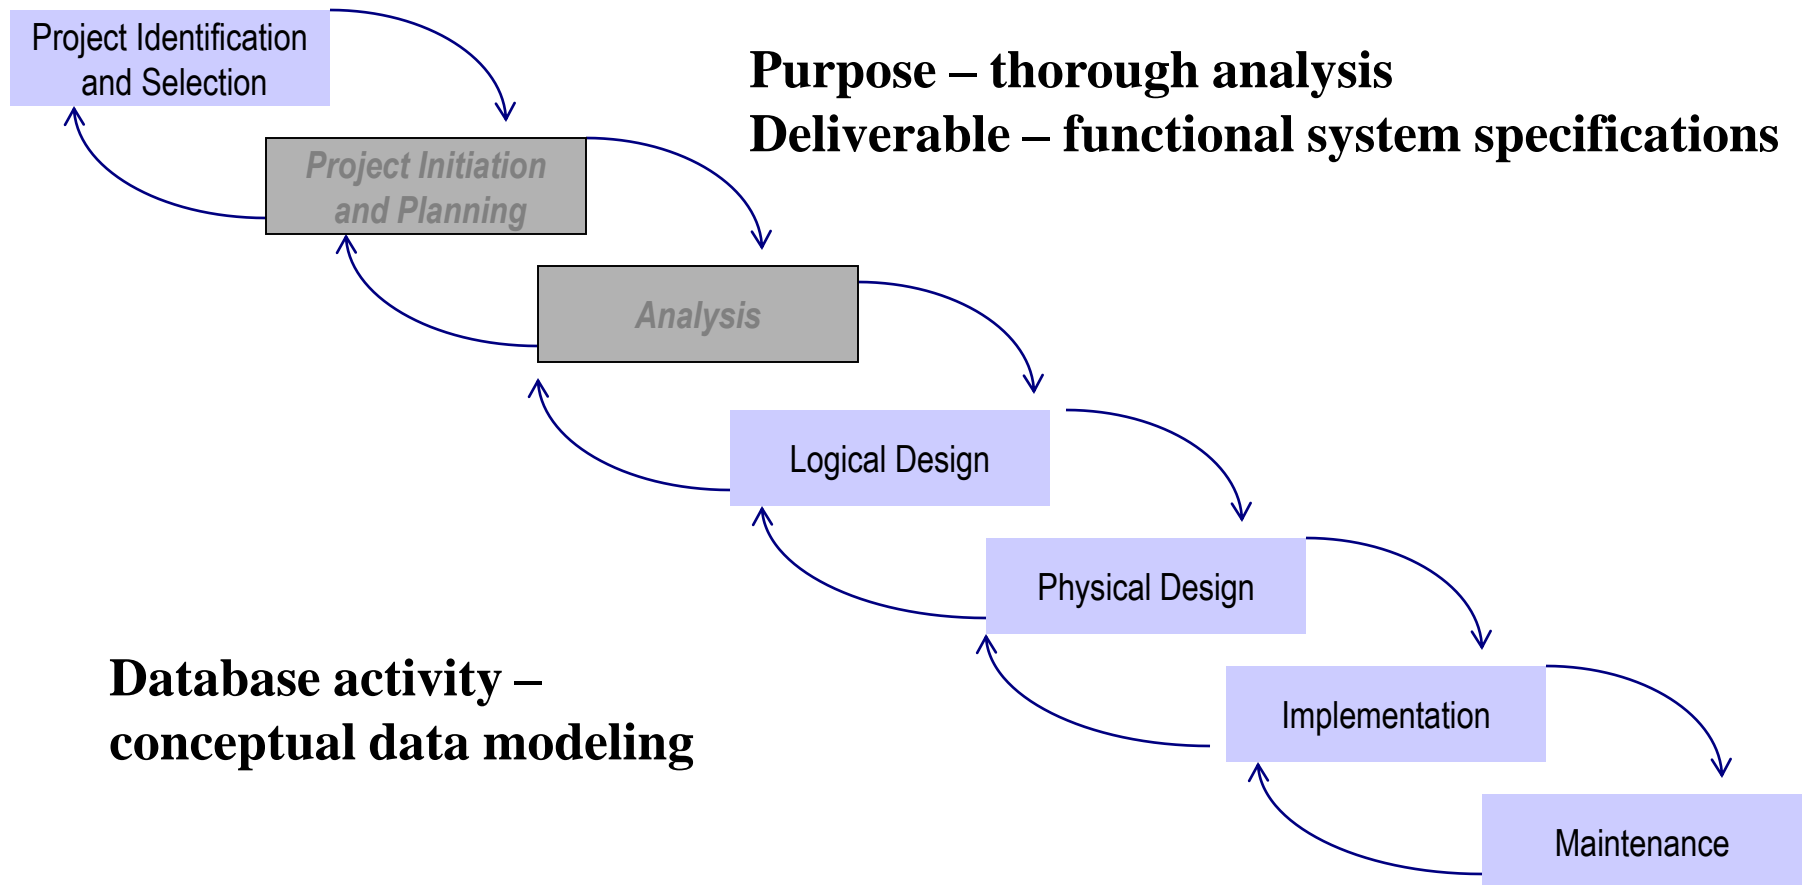 Project Identification
and Selection
Purpose – thorough analysis
Deliverable – functional system specifications
Project Initiation
and Planning
Analysis
Logical Design
Physical Design
Database activity –
conceptual data modeling
Implementation
Maintenance